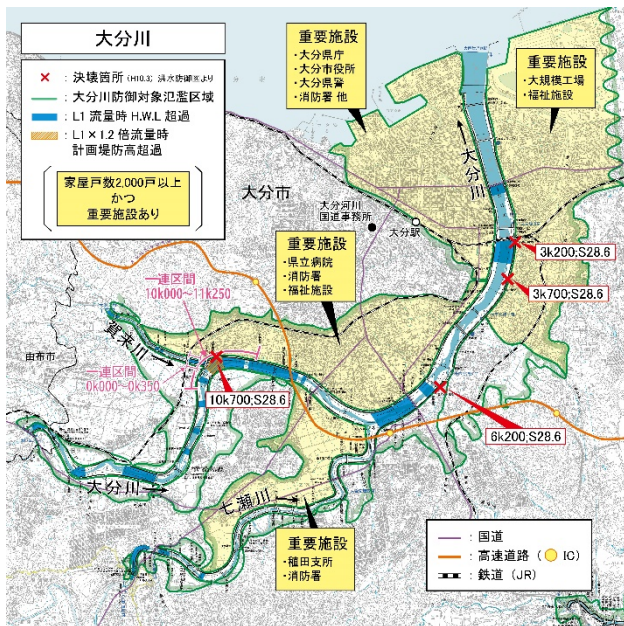 大分川
：決壊箇所（H10.3）洪水防御図より
：大分川防御対象氾濫区域
：L1 流量時 H.W.L 超過
：L1×1.2 倍流量時
計画堤防高超過
家屋戸数2,000戸以上
かつ
重要施設あり
重要施設
・大分県庁
・大分市役所
・大分県警
・消防署 他
重要施設
・大規模工場
・福祉施設
大分川
大分市
大分河川
国道事務所
大分駅
3k200;S28.6
3k700;S28.6
重要施設
・県立病院
・消防署
・福祉施設
一連区間
10k000～11k250
賀来川
由布市
一連区間
0k000～0k350
10k700;S28.6
6k200;S28.6
大分川
七瀬川
重要施設
・稙田支所
・消防署
：国道
：高速道路（ IC）
：鉄道（JR）